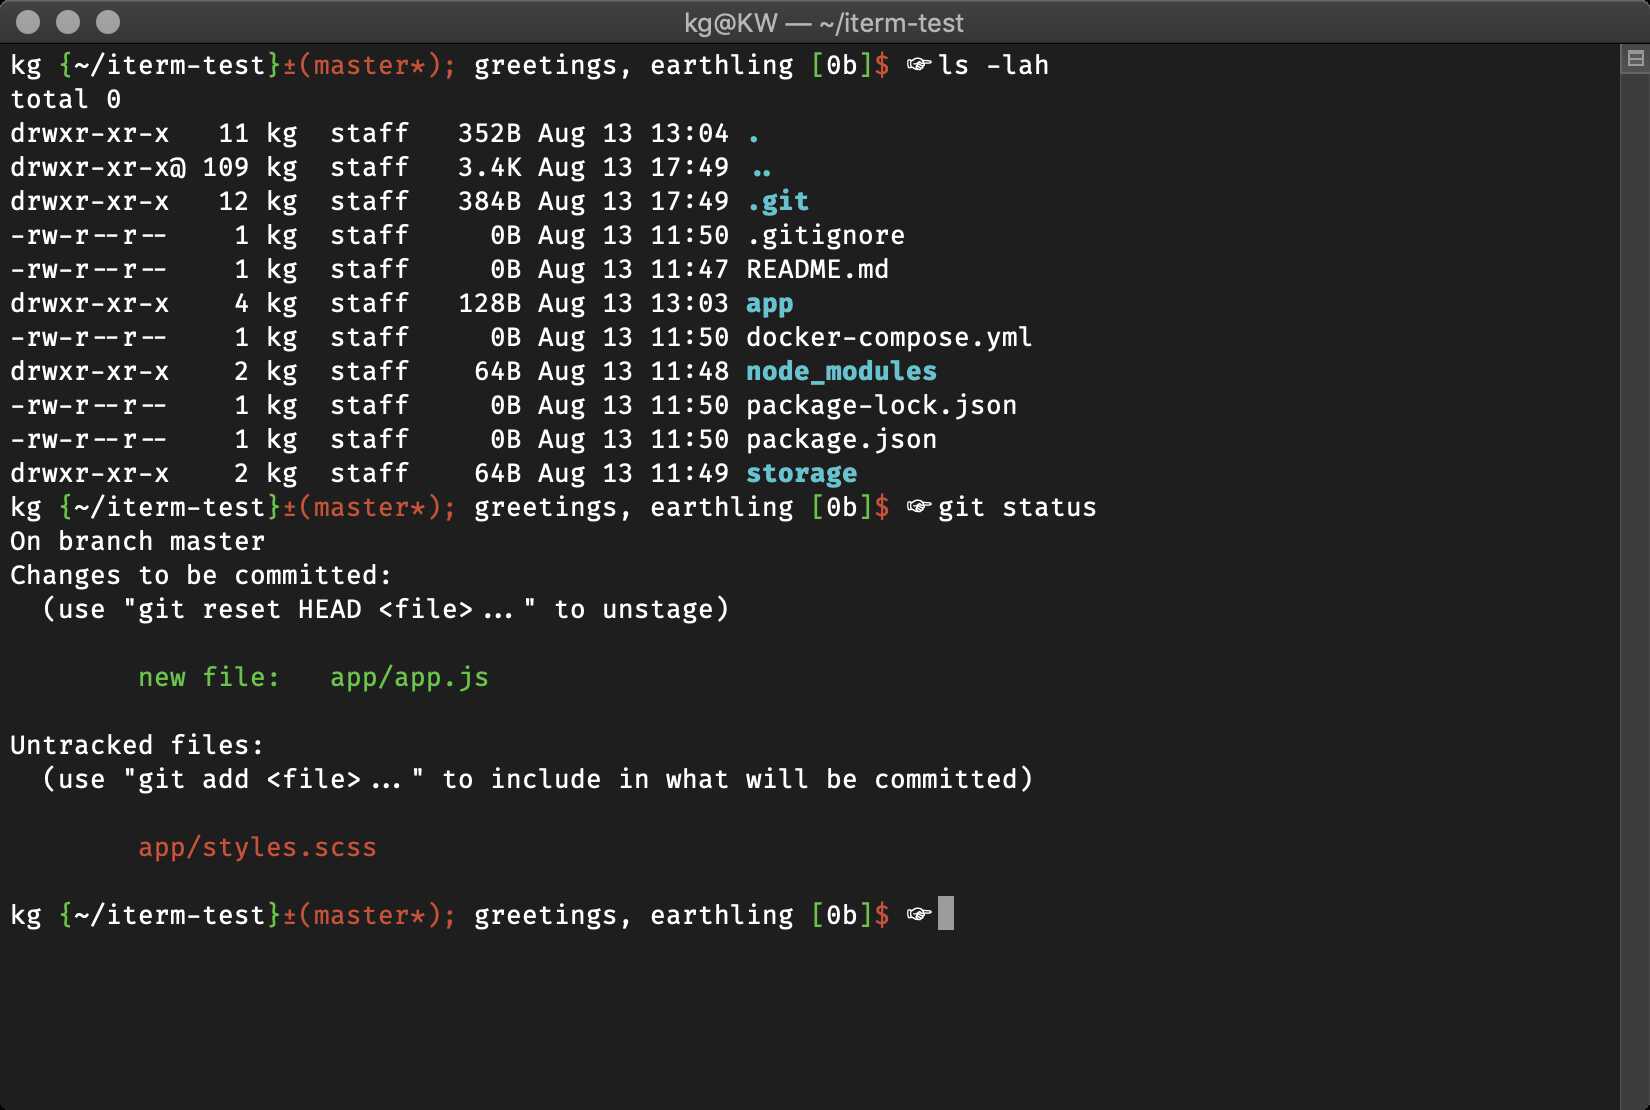 kg@KW — ~/iterm-test
kg {~/iterm-test}±(master*); greetings, earthling [0b]$ ☞ls -lah
total 0
drwxr-xr-x   11 kg  staff   352B Aug 13 13:04 .
drwxr-xr-x@ 109 kg  staff   3.4K Aug 13 17:49 ..
drwxr-xr-x   12 kg  staff   384B Aug 13 17:49 .git
-rw-r--r--    1 kg  staff     0B Aug 13 11:50 .gitignore
-rw-r--r--    1 kg  staff     0B Aug 13 11:47 README.md
drwxr-xr-x    4 kg  staff   128B Aug 13 13:03 app
-rw-r--r--    1 kg  staff     0B Aug 13 11:50 docker-compose.yml
drwxr-xr-x    2 kg  staff    64B Aug 13 11:48 node_modules
-rw-r--r--    1 kg  staff     0B Aug 13 11:50 package-lock.json
-rw-r--r--    1 kg  staff     0B Aug 13 11:50 package.json
drwxr-xr-x    2 kg  staff    64B Aug 13 11:49 storage
kg {~/iterm-test}±(master*); greetings, earthling [0b]$ ☞git status
On branch master
Changes to be committed:
  (use "git reset HEAD <file>..." to unstage)
        new file:   app/app.js
Untracked files:
  (use "git add <file>..." to include in what will be committed)
        app/styles.scss
kg {~/iterm-test}±(master*); greetings, earthling [0b]$ ☞